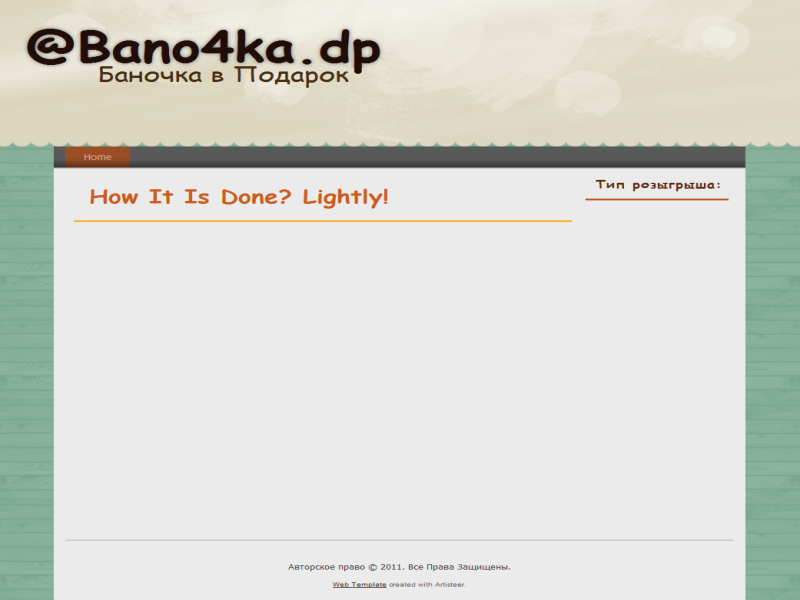 @Bano4ka.dp
Баночка в Подарок
Home
How It Is Done? Lightly!
Тип розыгрыша:
Авторское право © 2011. Все Права Защищены.
Web Template created with Artisteer.